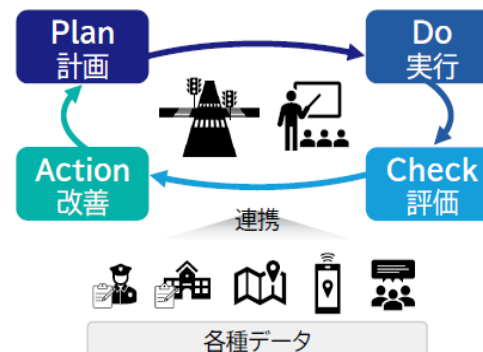 Plan
計画
Do
実行
Action
改善
Check
評価
連携
各種データ